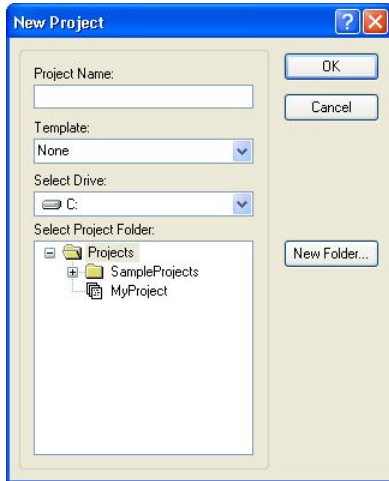 New Project
Project Name:
OK
Cancel
Template:
None
Select Drive:
C:
Select Project Folder:
Projects
New Folder...
SampleProjects
MyProject